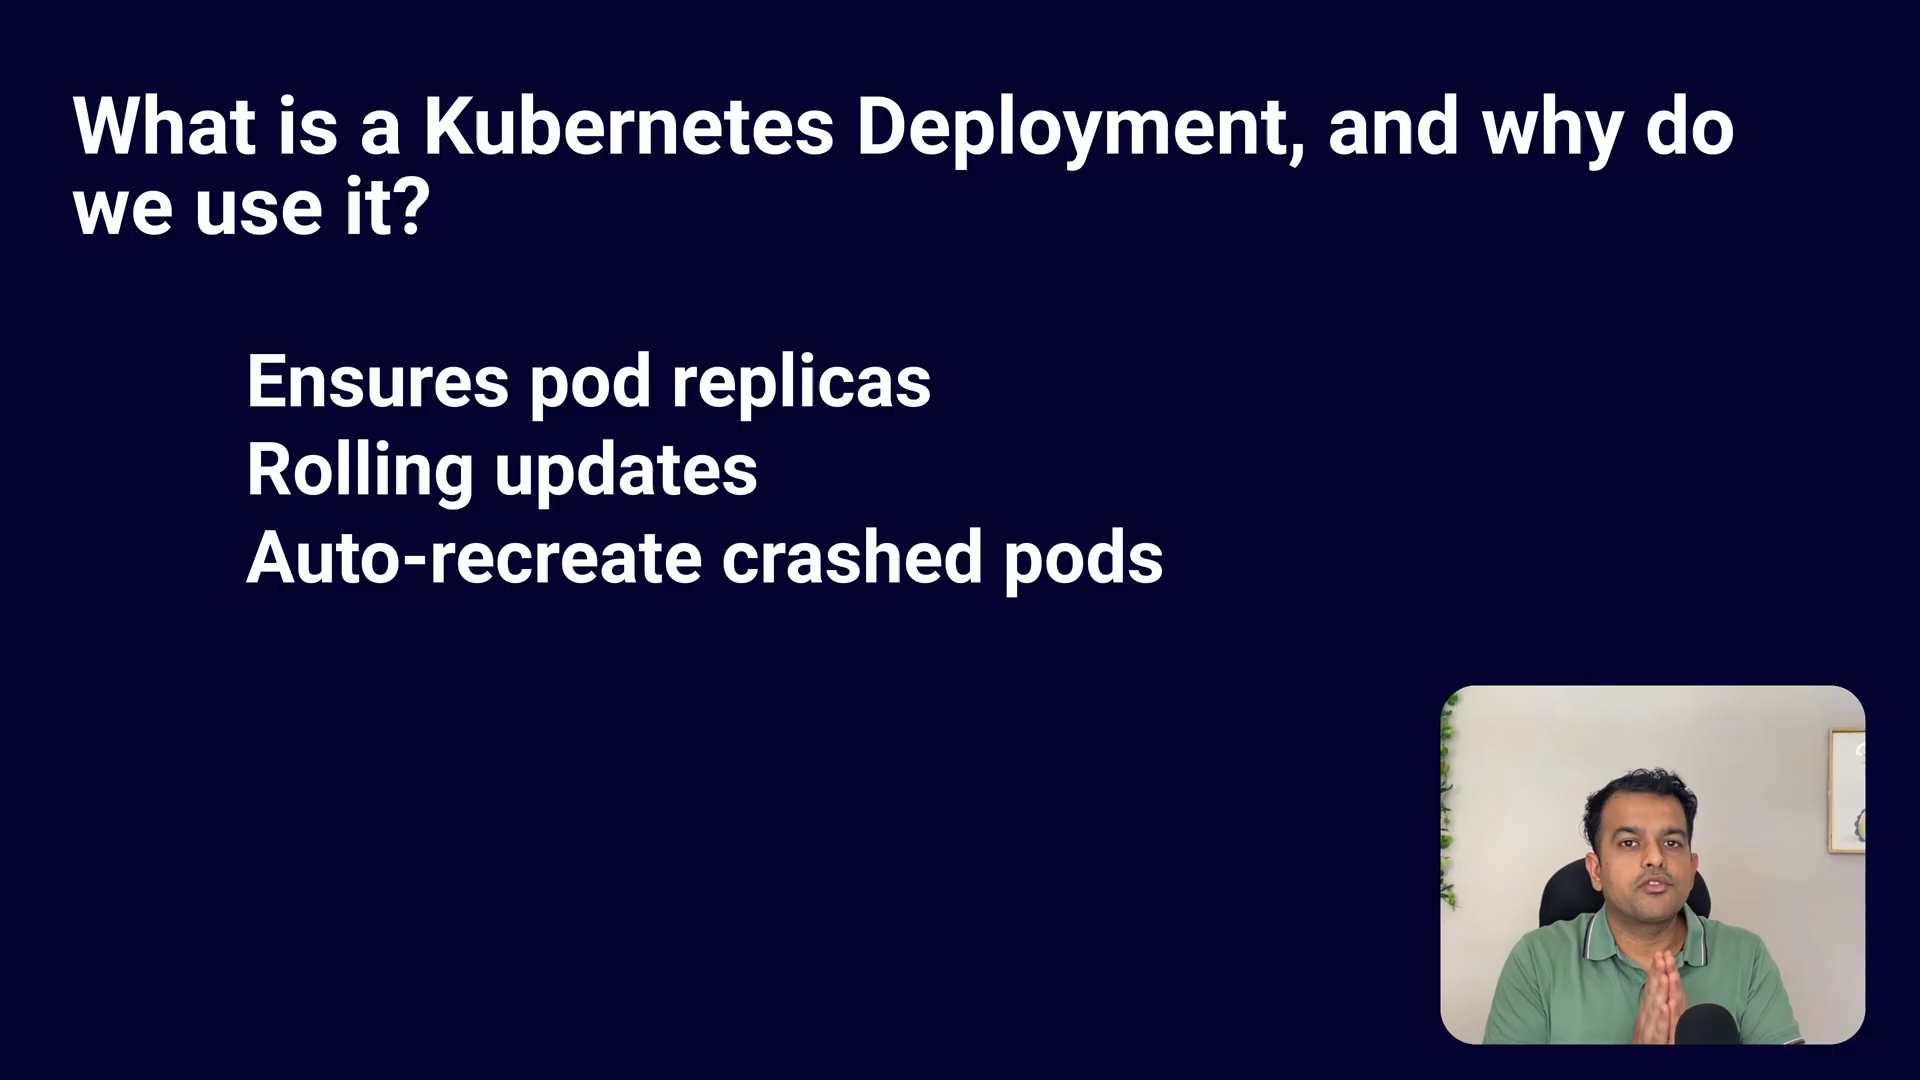 What is a Kubernetes Deployment, and why do
we use it?
Ensures pod replicas
Rolling updates
Auto-recreate crashed pods